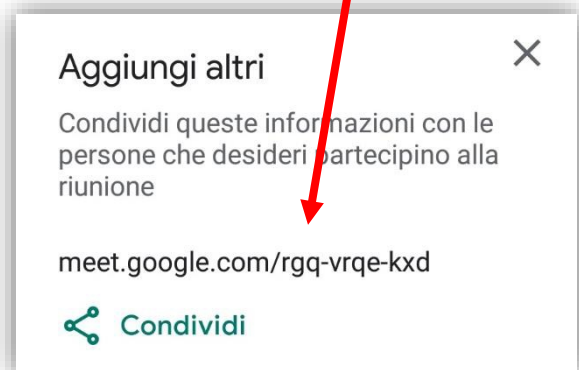 Aggiungi altri
Condividi queste informazioni con le
persone che desideri partecipino alla
riunione
meet.google.com/rgq-vrqe-kxd
Condividi